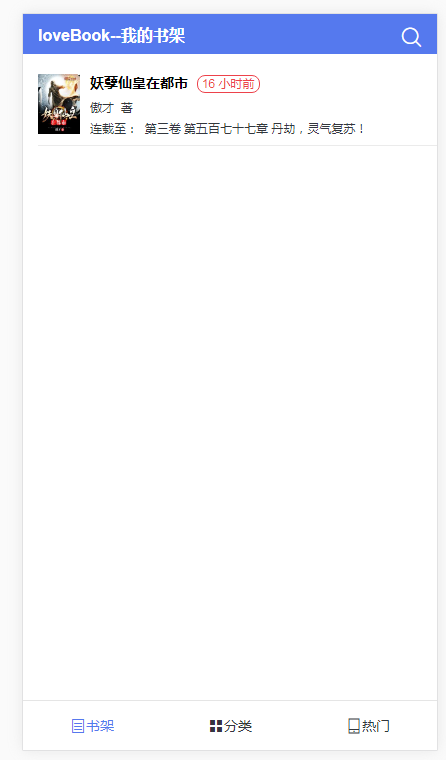 loveBook--我的书架
妖孽仙皇在都市 16 小时前
傲才 著
连载至： 第三卷 第五百七十七章 丹劫，灵气复苏！
书架 分类 热门